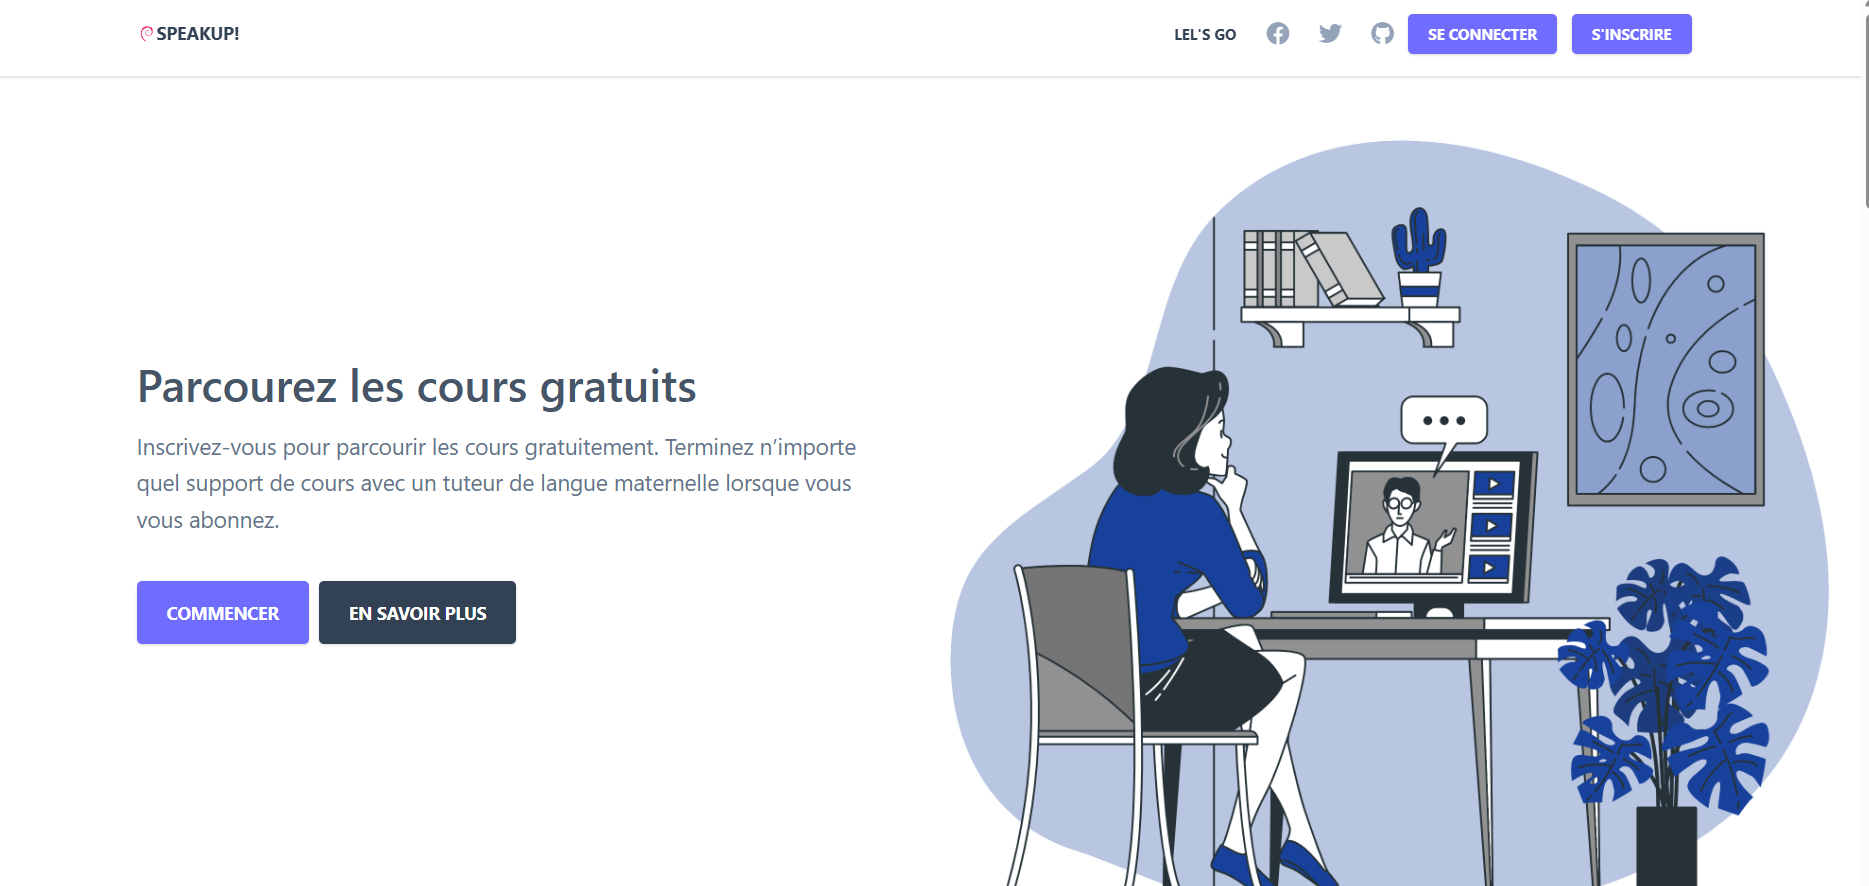 SPEAKUP!
LEL'S GO
SE CONNECTER
S'INSCRIRE
Parcourez les cours gratuits
Inscrivez-vous pour parcourir les cours gratuitement. Terminez n’importe
quel support de cours avec un tuteur de langue maternelle lorsque vous
vous abonnez.
COMMENCER
EN SAVOIR PLUS